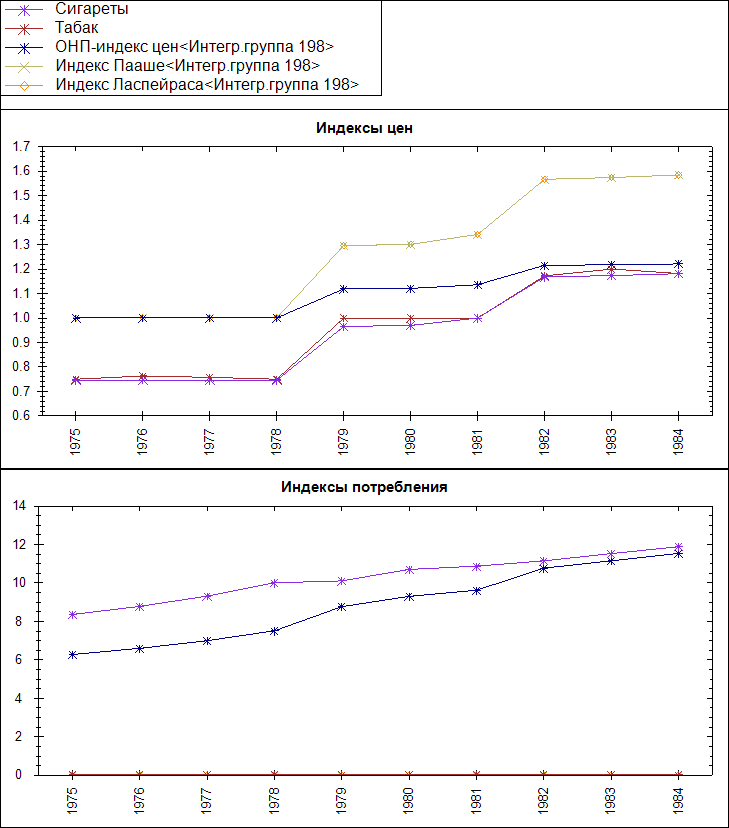 Сигареты
Табак
ОНП-индекс цен<Интегр.группа 198>
Индекс Пааше<Интегр.группа 198>
Индекс Ласпейраса<Интегр.группа 198>
Индексы цен
1.7
1.6
1.5
1.4
1.3
1.2
1.1
1.0
0.9
0.8
0.7
0.6
1975 1976 1977 1978 1979 1980 1981 1982 1983 1984
Индексы потребления
14
12
10
8
6
4
2
0
1975 1976 1977 1978 1979 1980 1981 1982 1983 1984